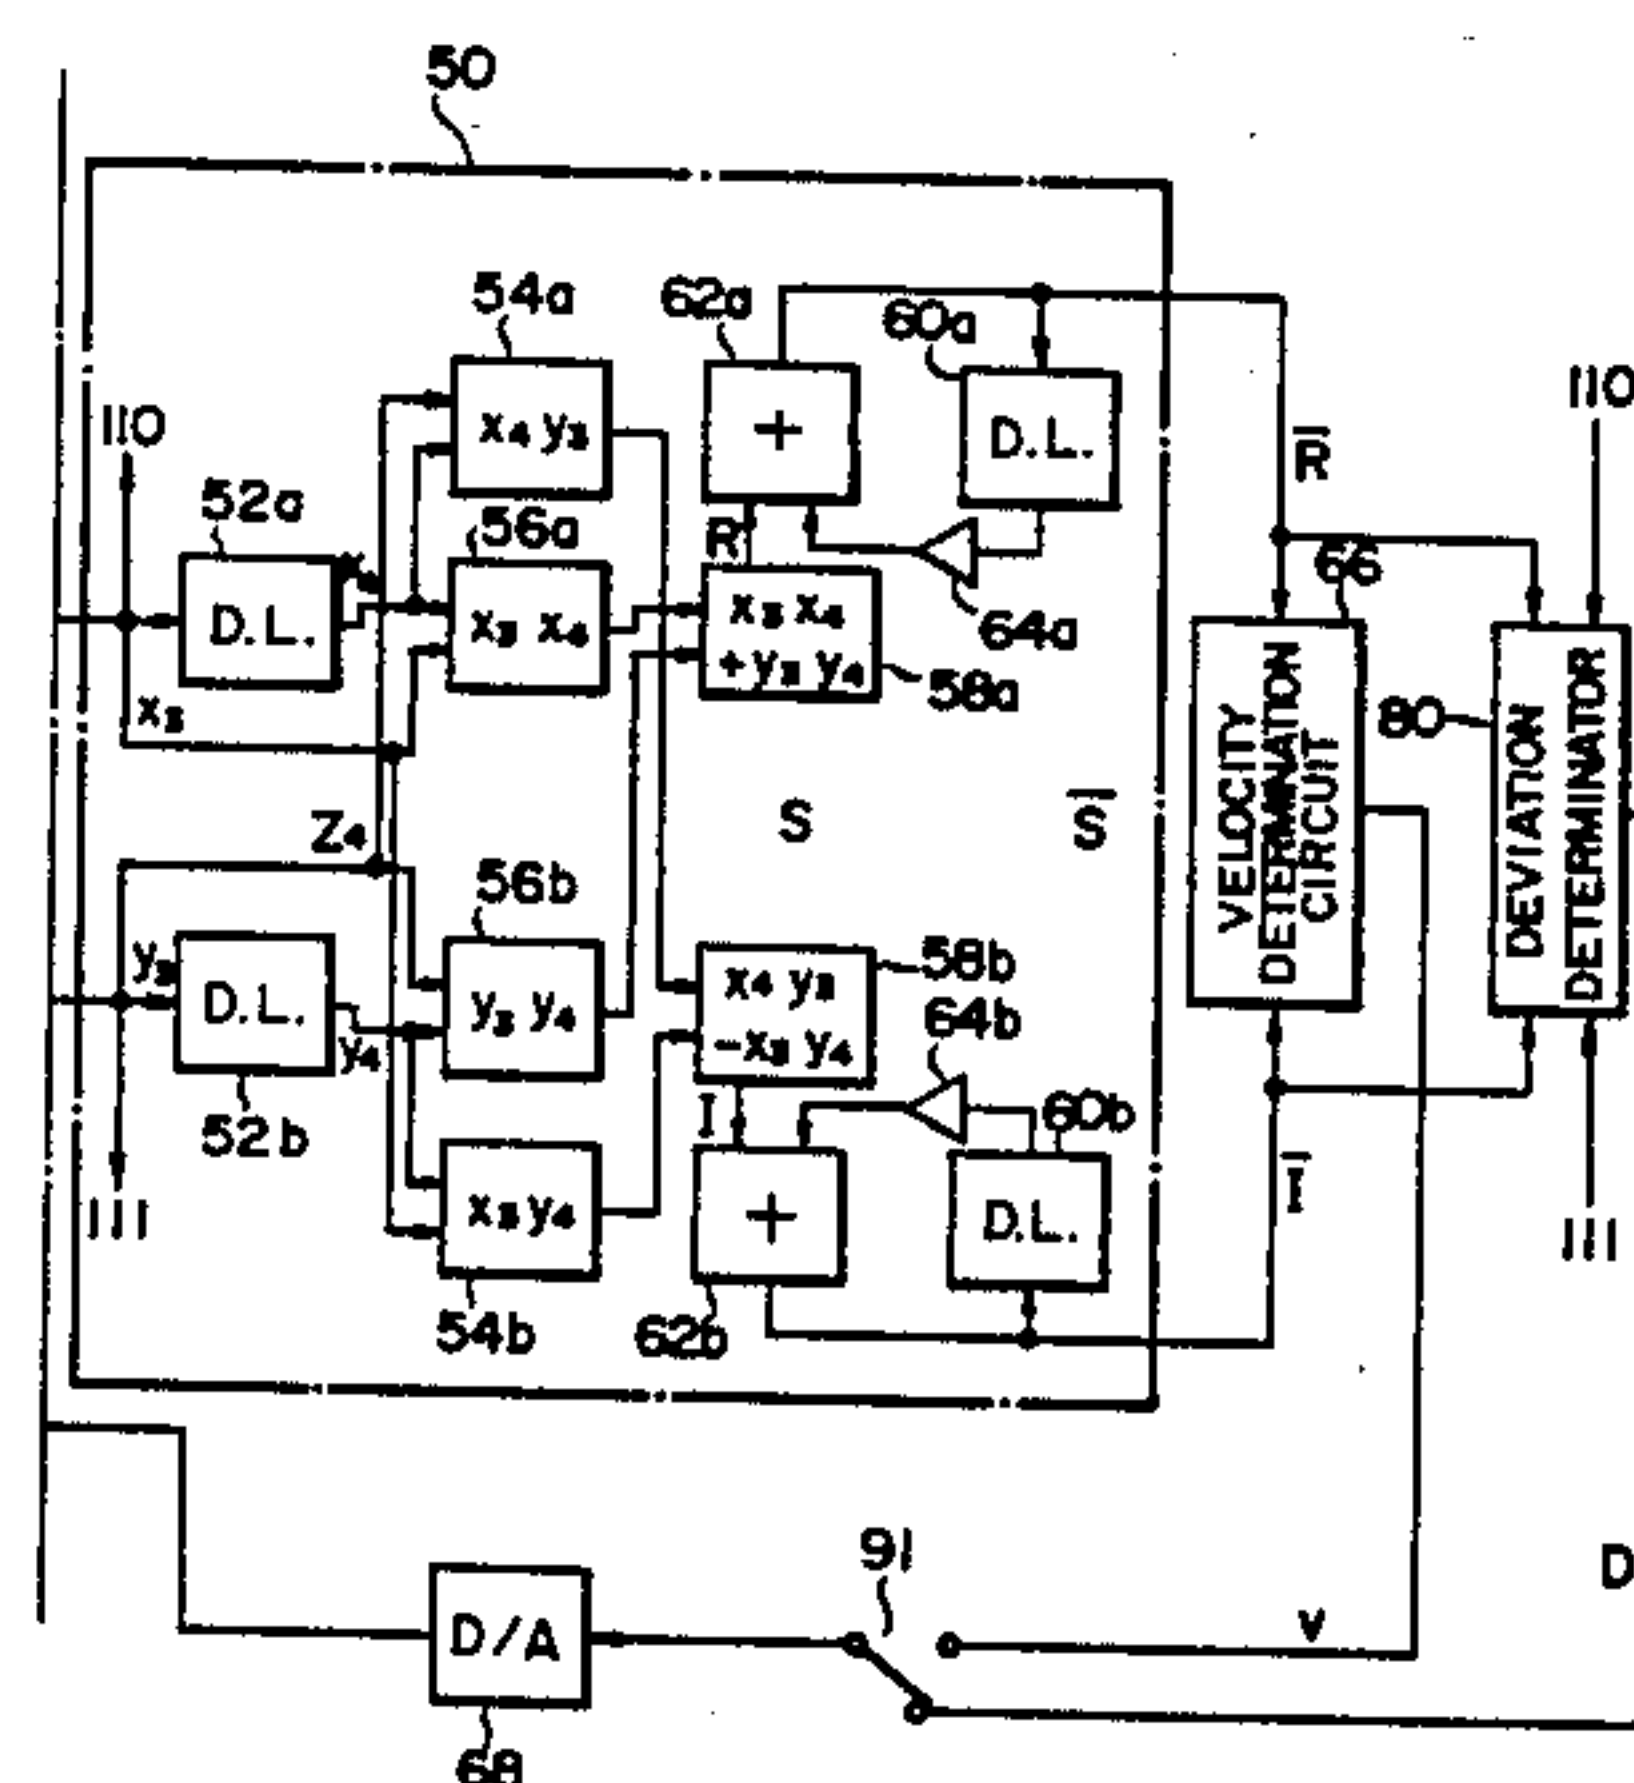 50
54a
62a
60a
110
110
x₄ y₃
+
D.L.
R̄
52a
56a
R
66
D.L.
x₃ x₄
x₃ x₄
+y₃ y₄
64a
58a
x₃
80
VELOCITY
DETERMINATION
CIRCUIT
DEVIATION
DETERMINATOR
Z₄
S
S̄
56b
y₃
D.L.
y₄
y₃ y₄
58b
x₄ y₃
-x₃ y₄
64b
52b
I
60b
Ī
111
x₃ y₄
+
D.L.
111
54b
62b
91
D
D/A
V
68